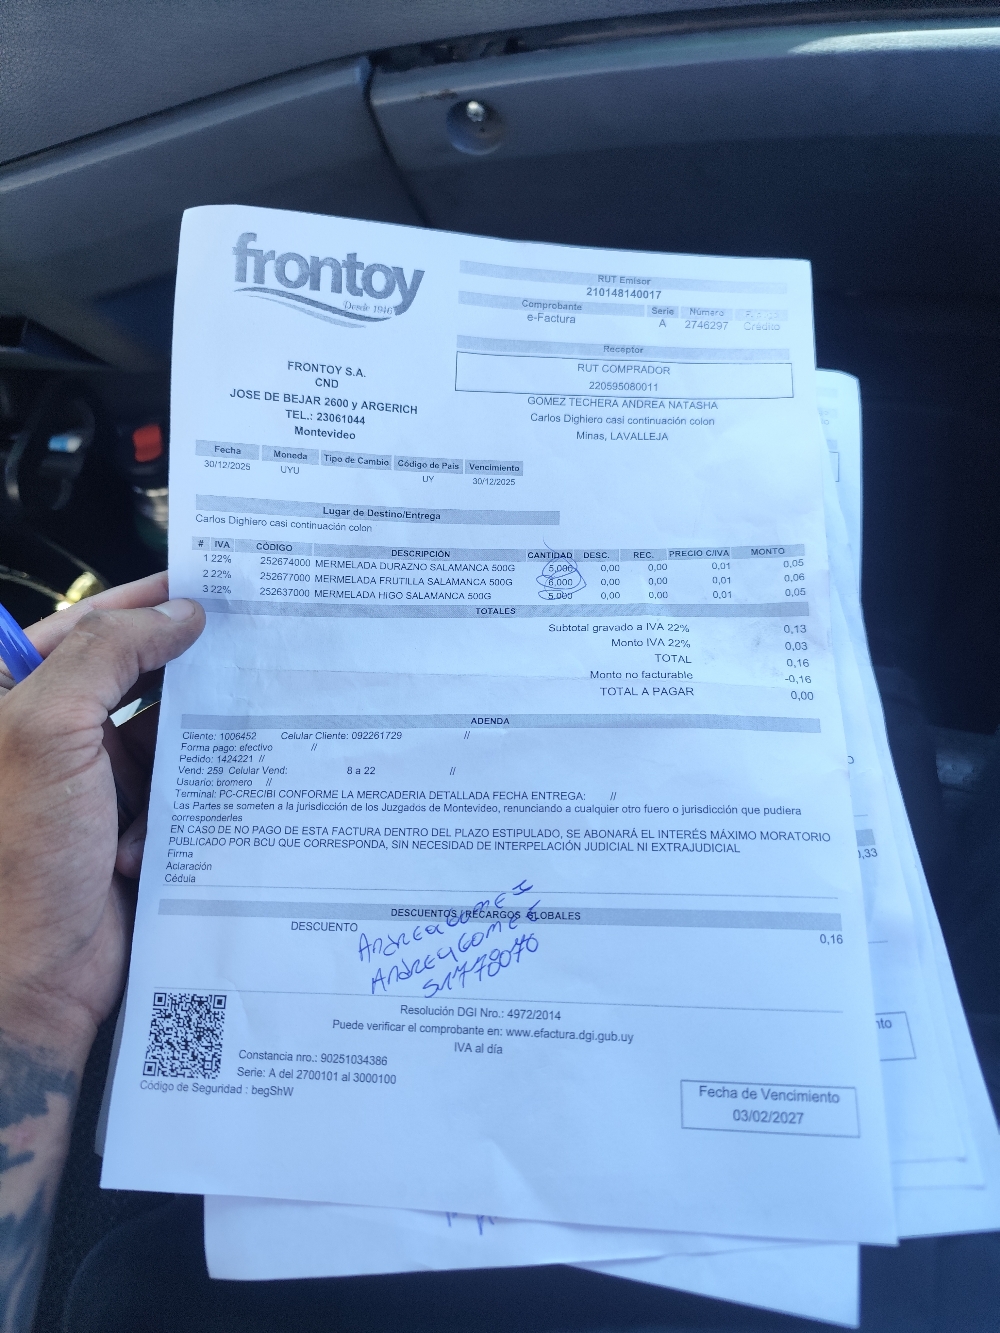 frontoy
Desde 1946
RUT Emisor
210148140017
Comprobante Serie Número
e-Factura A 2746297 Crédito
Receptor
RUT COMPRADOR
220595080011
GOMEZ TECHERA ANDREA NATASHA
Carlos Dighiero casi continuación colon
Minas, LAVALLEJA
FRONTOY S.A.
CND
JOSE DE BEJAR 2600 y ARGERICH
TEL.: 23061044
Montevideo
Fecha Moneda Tipo de Cambio Código de País Vencimiento
30/12/2025 UYU UY 30/12/2025
Lugar de Destino/Entrega
Carlos Dighiero casi continuación colon
# IVA CÓDIGO DESCRIPCIÓN CANTIDAD DESC. REC. PRECIO C/IVA MONTO
1 22% 252674000 MERMELADA DURAZNO SALAMANCA 500G 5,000 0,00 0,00 0,01 0,05
2 22% 252677000 MERMELADA FRUTILLA SALAMANCA 500G 6,000 0,00 0,00 0,01 0,06
3 22% 252637000 MERMELADA HIGO SALAMANCA 500G 5,000 0,00 0,00 0,01 0,05
TOTALES
Subtotal gravado a IVA 22% 0,13
Monto IVA 22% 0,03
TOTAL 0,16
Monto no facturable -0,16
TOTAL A PAGAR 0,00
ADENDA
Cliente: 1006452 Celular Cliente: 092261729 //
Forma pago: efectivo //
Pedido: 1424221 //
Vend: 259 Celular Vend: 8 a 22 //
Usuario: bromero //
Terminal: PC-CRECIBI CONFORME LA MERCADERIA DETALLADA FECHA ENTREGA: //
Las Partes se someten a la jurisdicción de los Juzgados de Montevideo, renunciando a cualquier otro fuero o jurisdicción que pudiera
corresponderles
EN CASO DE NO PAGO DE ESTA FACTURA DENTRO DEL PLAZO ESTIPULADO, SE ABONARÁ EL INTERÉS MÁXIMO MORATORIO
PUBLICADO POR BCU QUE CORRESPONDA, SIN NECESIDAD DE INTERPELACIÓN JUDICIAL NI EXTRAJUDICIAL
Firma
Aclaración
Cédula
DESCUENTOS/RECARGOS GLOBALES
DESCUENTO 0,16
Andrea GOMEZ
Andrea GOMEZ
51778070
Resolución DGI Nro.: 4972/2014
Puede verificar el comprobante en: www.efactura.dgi.gub.uy
IVA al día
Constancia nro.: 90251034386
Serie: A del 2700101 al 3000100
Código de Seguridad : begShW
Fecha de Vencimiento
03/02/2027